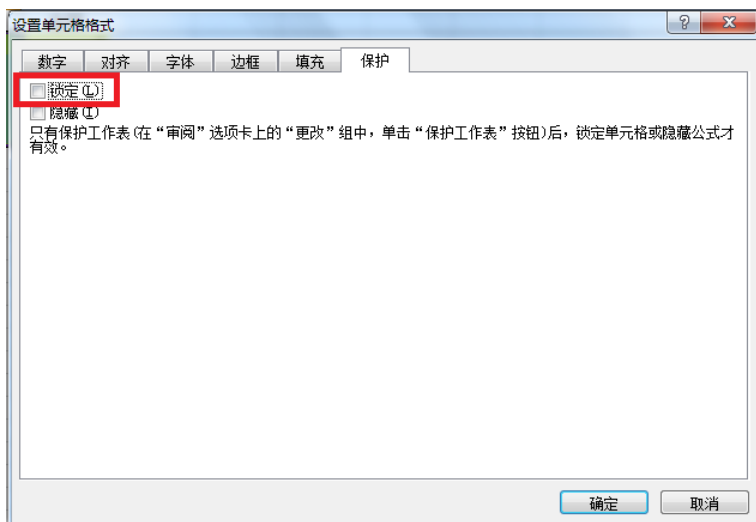 设置单元格格式
数字 对齐 字体 边框 填充 保护
锁定(L)
隐藏(I)
只有保护工作表(在“审阅”选项卡上的“更改”组中，单击“保护工作表”按钮)后，锁定单元格或隐藏公式才
有效。
确定 取消